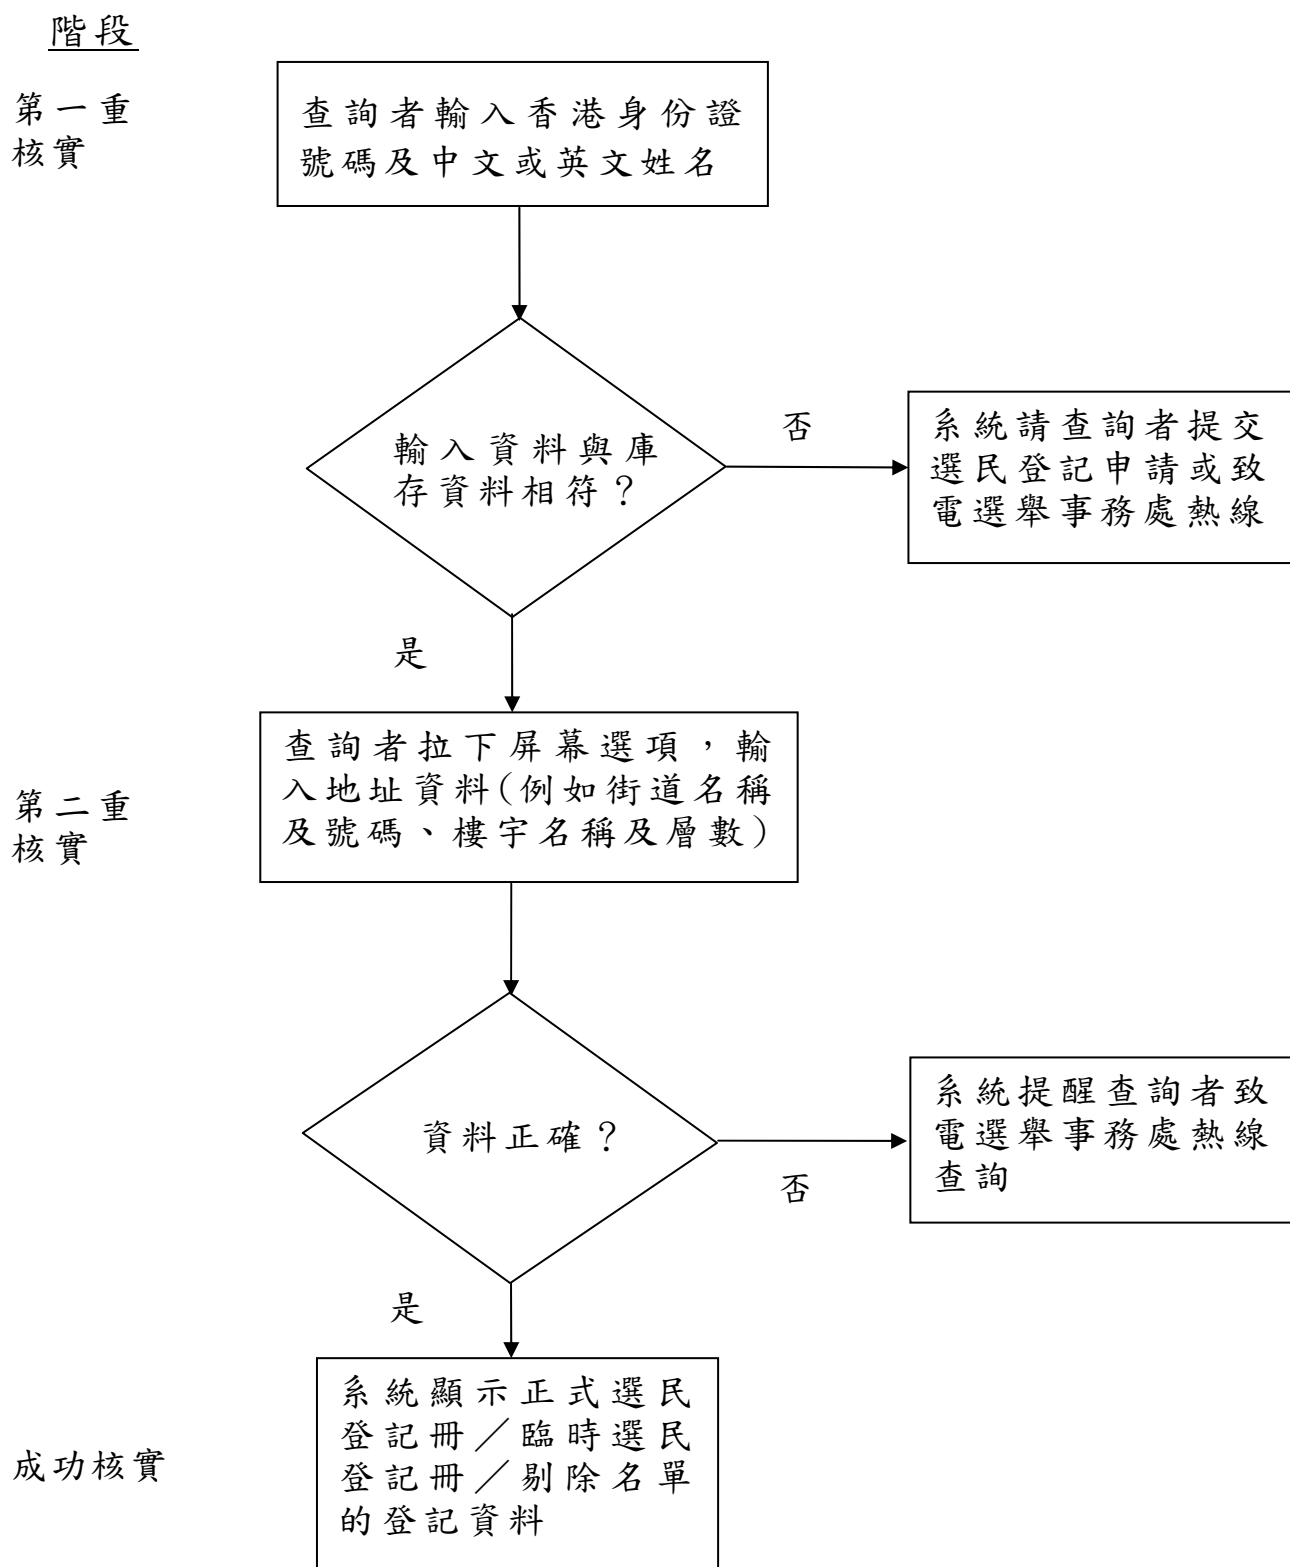 階段
第一重
核實
查詢者輸入香港身份證
號碼及中文或英文姓名
輸入資料與庫
存資料相符？
否
系統請查詢者提交
選民登記申請或致
電選舉事務處熱線
是
第二重
核實
查詢者拉下屏幕選項，輸
入地址資料(例如街道名稱
及號碼、樓宇名稱及層數)
資料正確？
否
系統提醒查詢者致
電選舉事務處熱線
查詢
是
成功核實
系統顯示正式選民
登記冊／臨時選民
登記冊／剔除名單
的登記資料